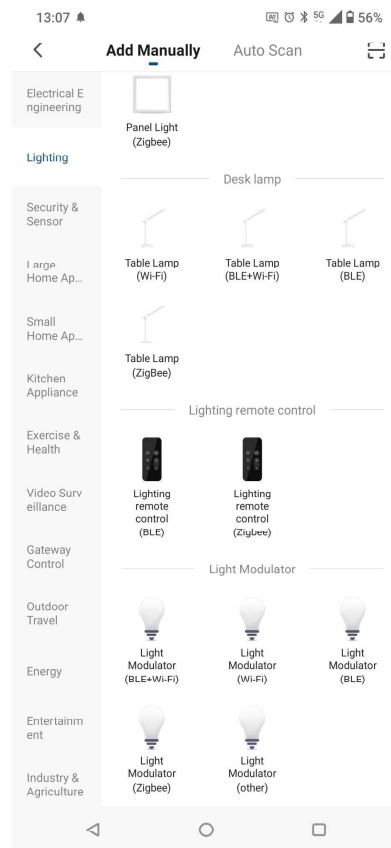 13:07
5G 56%
Add Manually
Auto Scan
Electrical E
ngineering
Lighting
Security &
Sensor
Large
Home Ap...
Small
Home Ap...
Kitchen
Appliance
Exercise &
Health
Video Surv
eillance
Gateway
Control
Outdoor
Travel
Energy
Entertainm
ent
Industry &
Agriculture
Panel Light
(Zigbee)
Desk lamp
Table Lamp
(Wi-Fi)
Table Lamp
(BLE+Wi-Fi)
Table Lamp
(BLE)
Table Lamp
(ZigBee)
Lighting remote control
Lighting
remote
control
(BLE)
Lighting
remote
control
(Zigbee)
Light Modulator
Light
Modulator
(BLE+Wi-Fi)
Light
Modulator
(Wi-Fi)
Light
Modulator
(BLE)
Light
Modulator
(Zigbee)
Light
Modulator
(other)